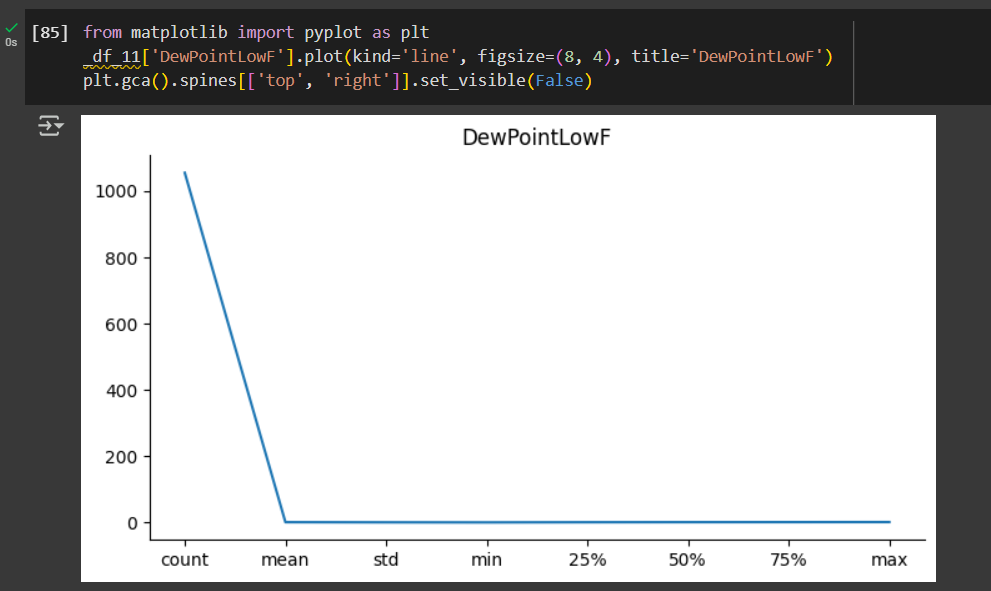 [85] from matplotlib import pyplot as plt
_df_11['DewPointLowF'].plot(kind='line', figsize=(8, 4), title='DewPointLowF')
plt.gca().spines[['top', 'right']].set_visible(False)
0s
DewPointLowF
1000
800
600
400
200
0
count mean std min 25% 50% 75% max